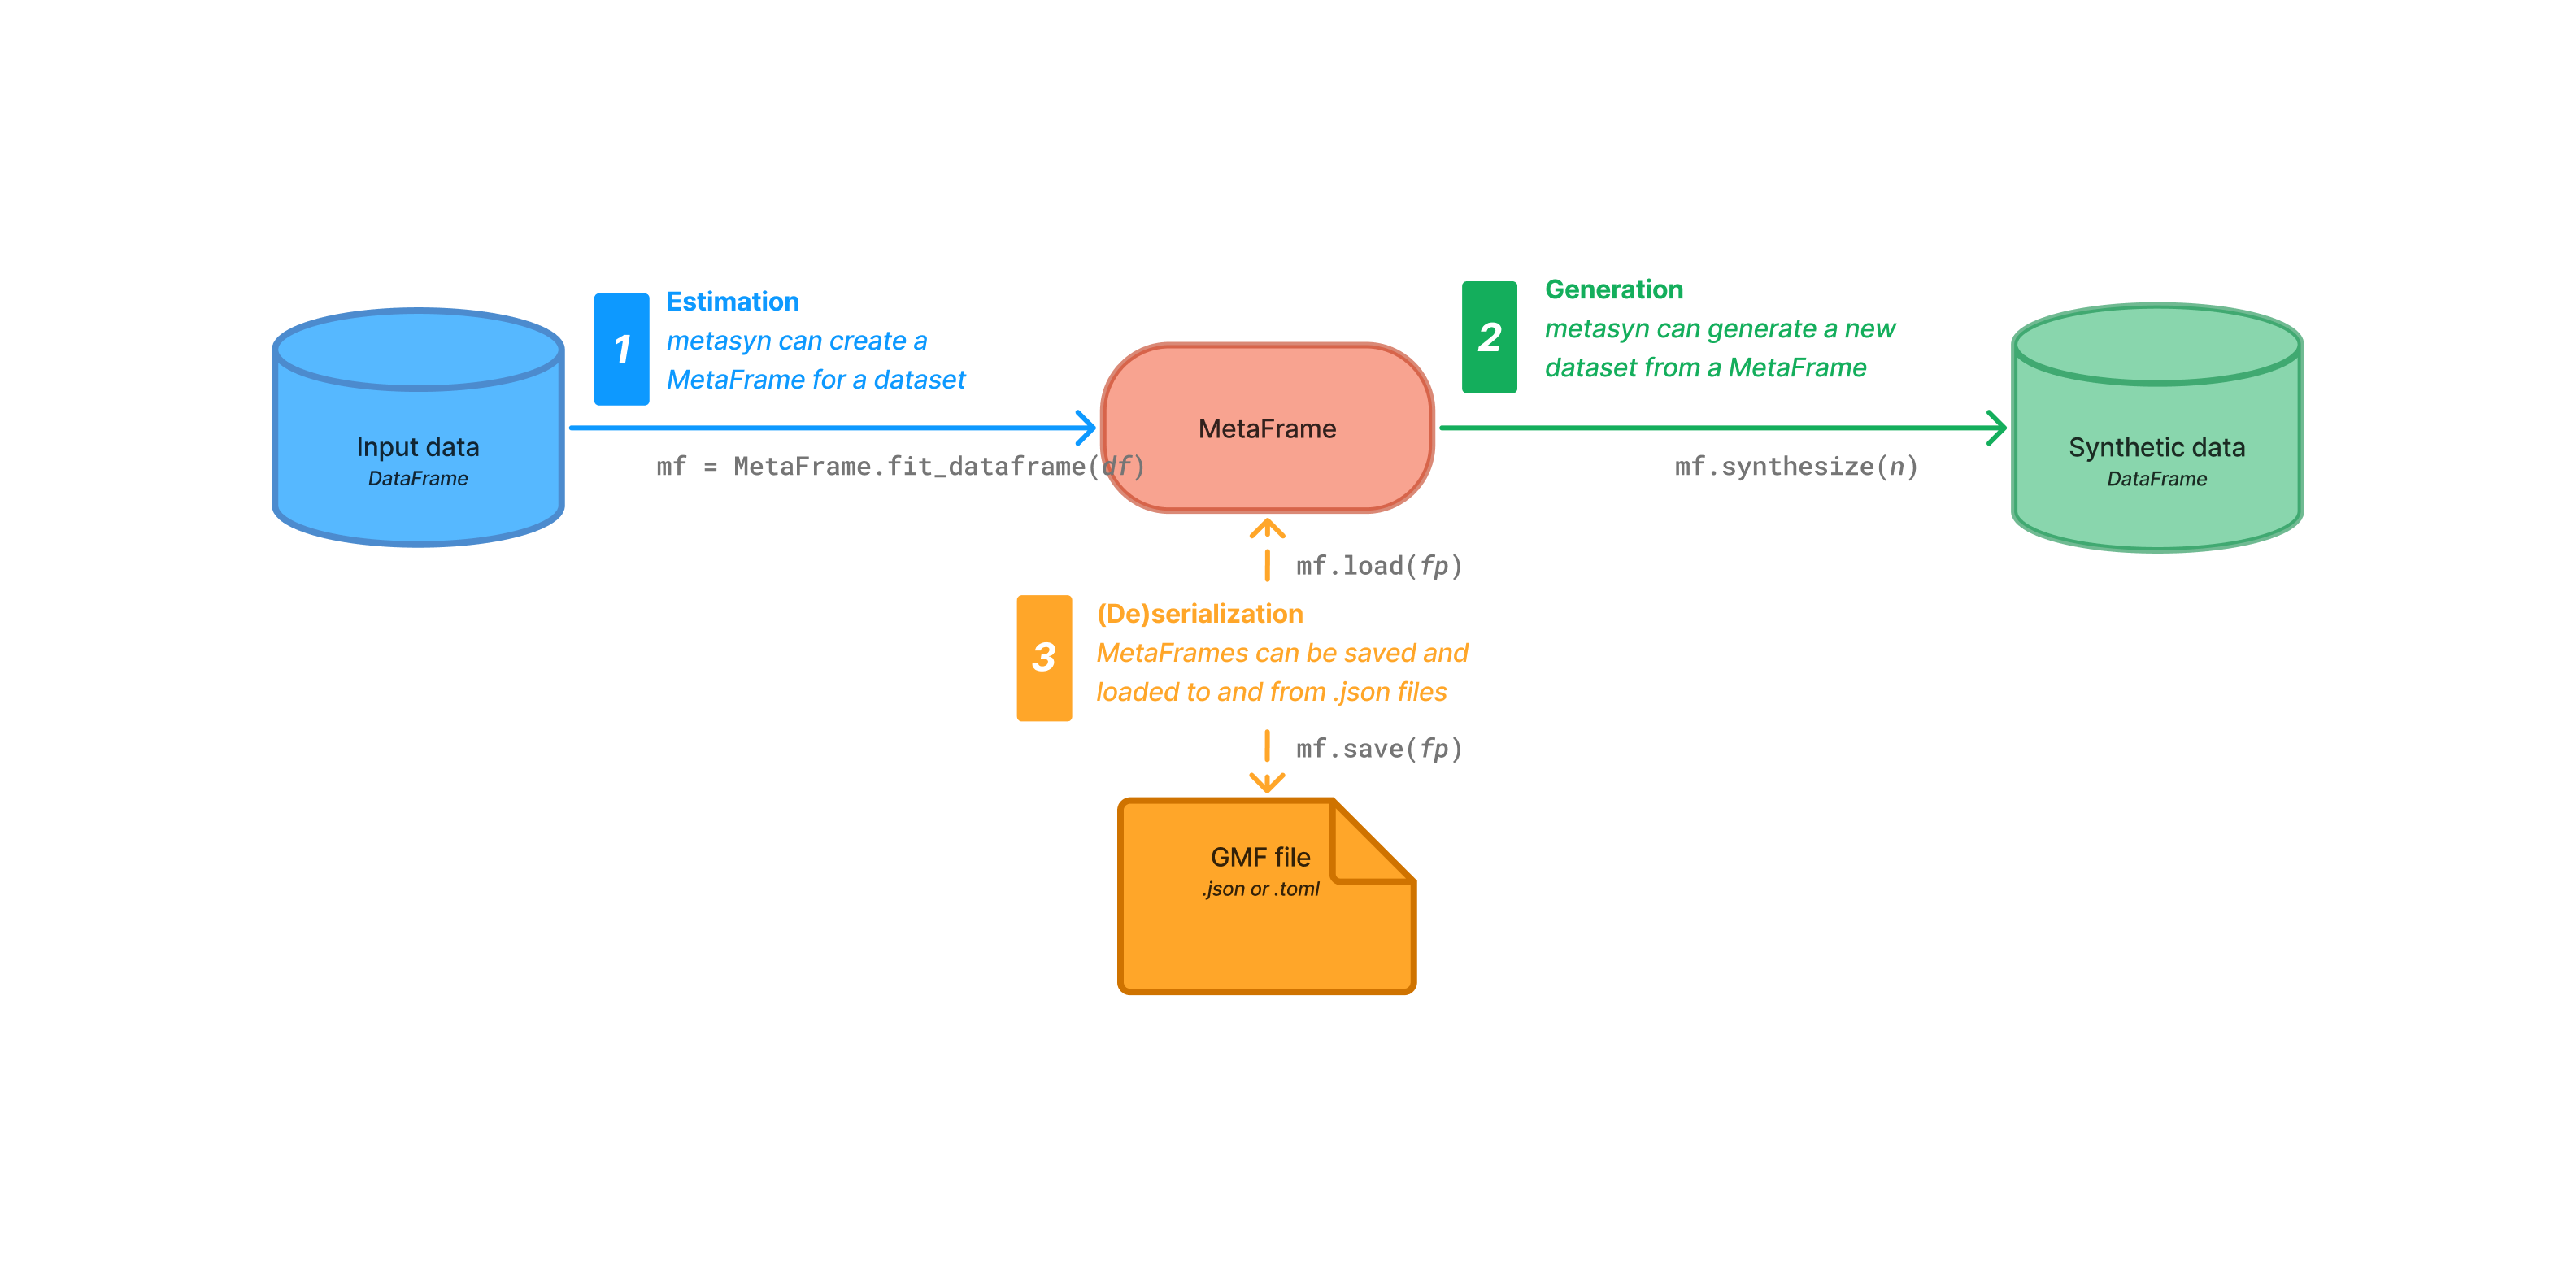 1
Estimation
metasyn can create a
MetaFrame for a dataset
mf = MetaFrame.fit_dataframe(df)
Input data
DataFrame
MetaFrame
2
Generation
metasyn can generate a new
dataset from a MetaFrame
mf.synthesize(n)
Synthetic data
DataFrame
mf.load(fp)
3
(De)serialization
MetaFrames can be saved and
loaded to and from .json files
mf.save(fp)
GMF file
.json or .toml